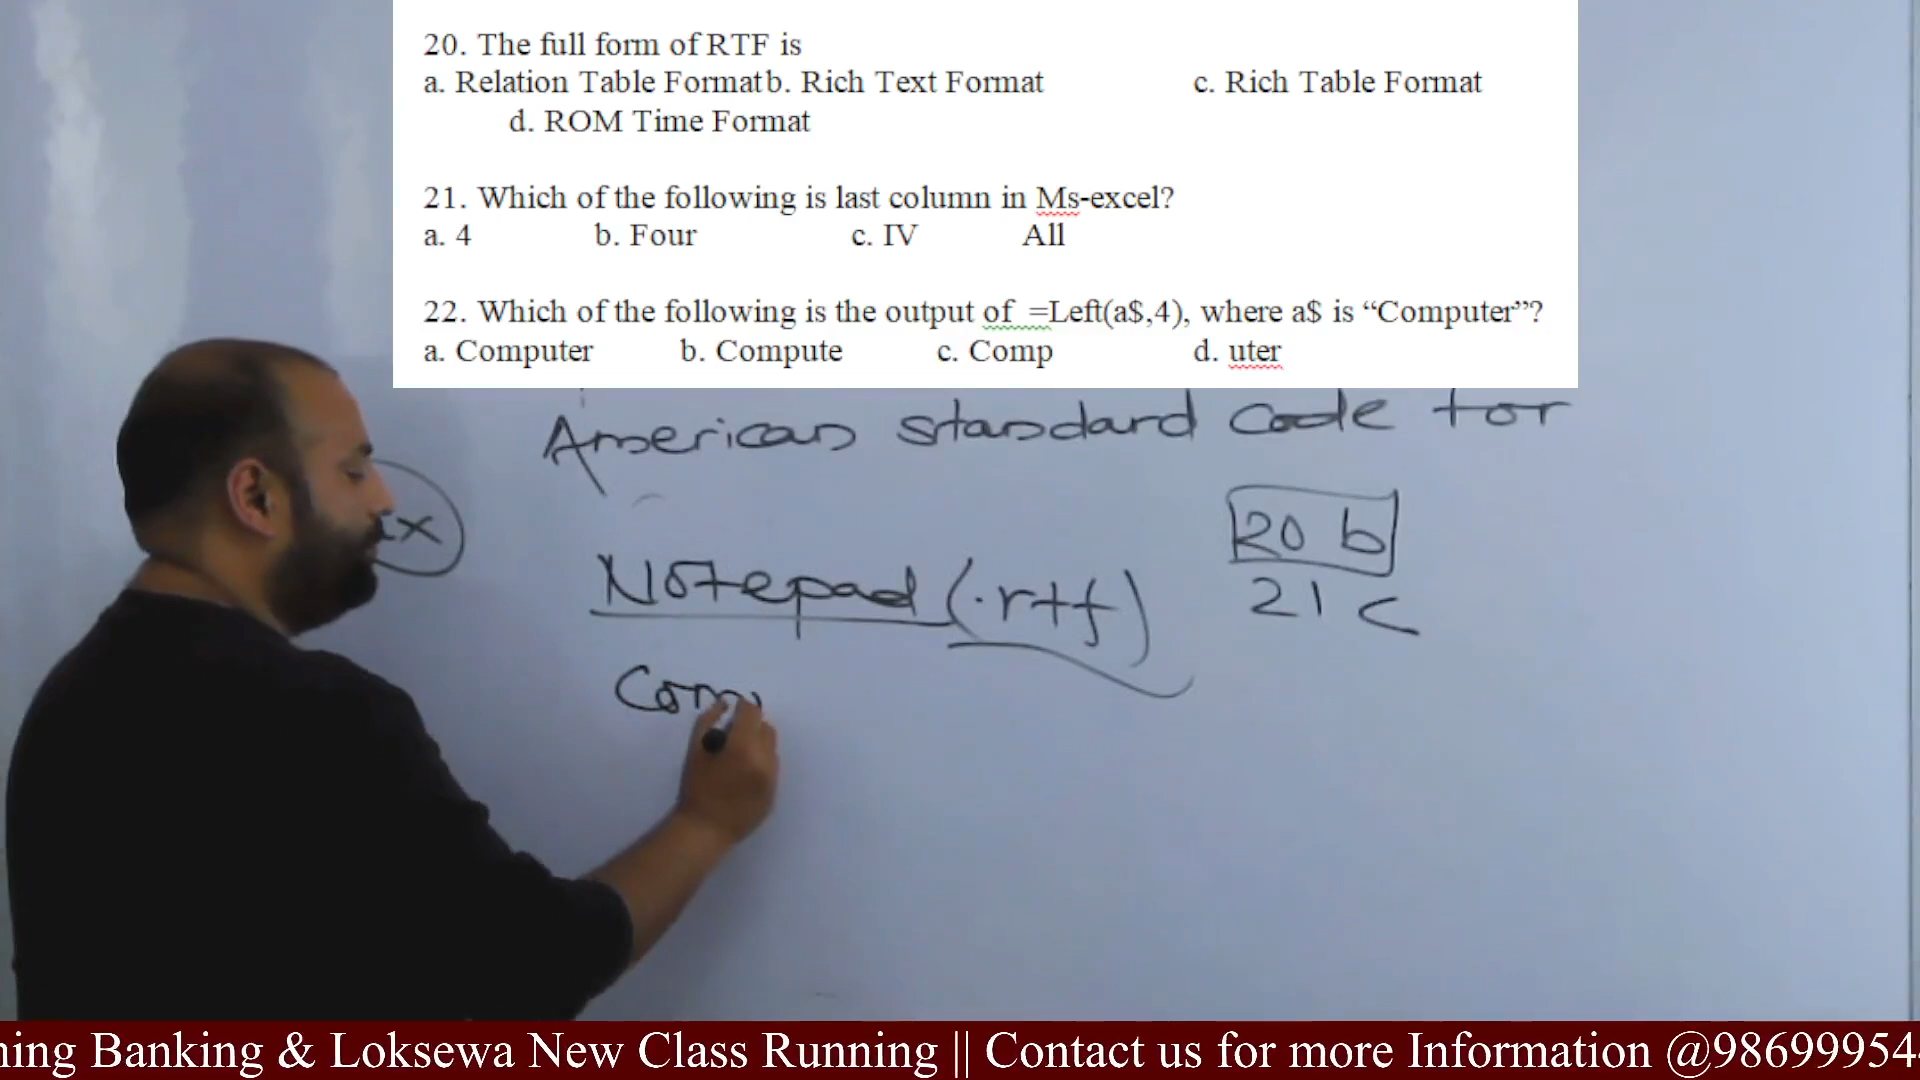 20. The full form of RTF is
a. Relation Table Formatb. Rich Text Format c. Rich Table Format
d. ROM Time Format
21. Which of the following is last column in Ms-excel?
a. 4 b. Four c. IV All
22. Which of the following is the output of =Left(a$,4), where a$ is “Computer”?
a. Computer b. Compute c. Comp d. uter
American standard code for
20 b
Notepad (.rtf)
21 c
Com
ning Banking & Loksewa New Class Running || Contact us for more Information @98699954